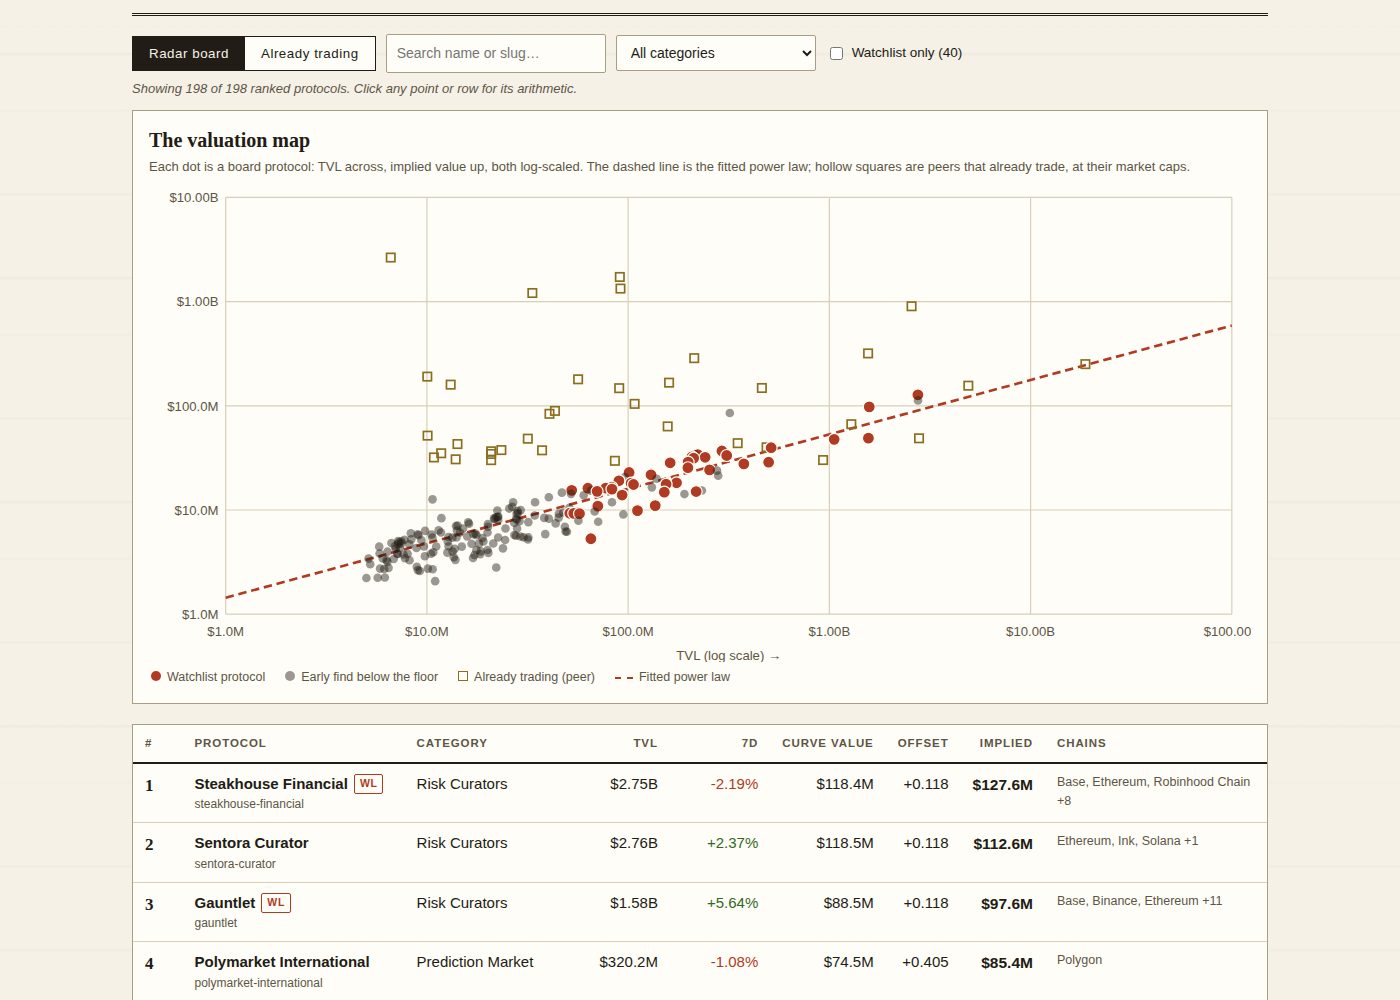 Radar board
Already trading
Search name or slug…
All categories
Watchlist only (40)
Showing 198 of 198 ranked protocols. Click any point or row for its arithmetic.
The valuation map
Each dot is a board protocol: TVL across, implied value up, both log-scaled. The dashed line is the fitted power law; hollow squares are peers that already trade, at their market caps.
$10.00B
$1.00B
$100.0M
$10.0M
$1.0M
$1.0M $10.0M $100.0M $1.00B $10.00B $100.00
TVL (log scale) →
Watchlist protocol Early find below the floor Already trading (peer) Fitted power law
# PROTOCOL CATEGORY TVL 7D CURVE VALUE OFFSET IMPLIED CHAINS
1 Steakhouse Financial WL Risk Curators $2.75B -2.19% $118.4M +0.118 $127.6M Base, Ethereum, Robinhood Chain
steakhouse-financial +8
2 Sentora Curator Risk Curators $2.76B +2.37% $118.5M +0.118 $112.6M Ethereum, Ink, Solana +1
sentora-curator
3 Gauntlet WL Risk Curators $1.58B +5.64% $88.5M +0.118 $97.6M Base, Binance, Ethereum +11
gauntlet
4 Polymarket International Prediction Market $320.2M -1.08% $74.5M +0.405 $85.4M Polygon
polymarket-international